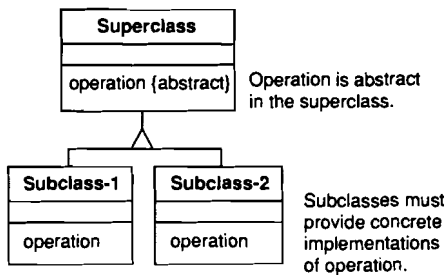 Superclass
operation {abstract}
Operation is abstract
in the superclass.
Subclass-1
operation
Subclass-2
operation
Subclasses must
provide concrete
implementations
of operation.